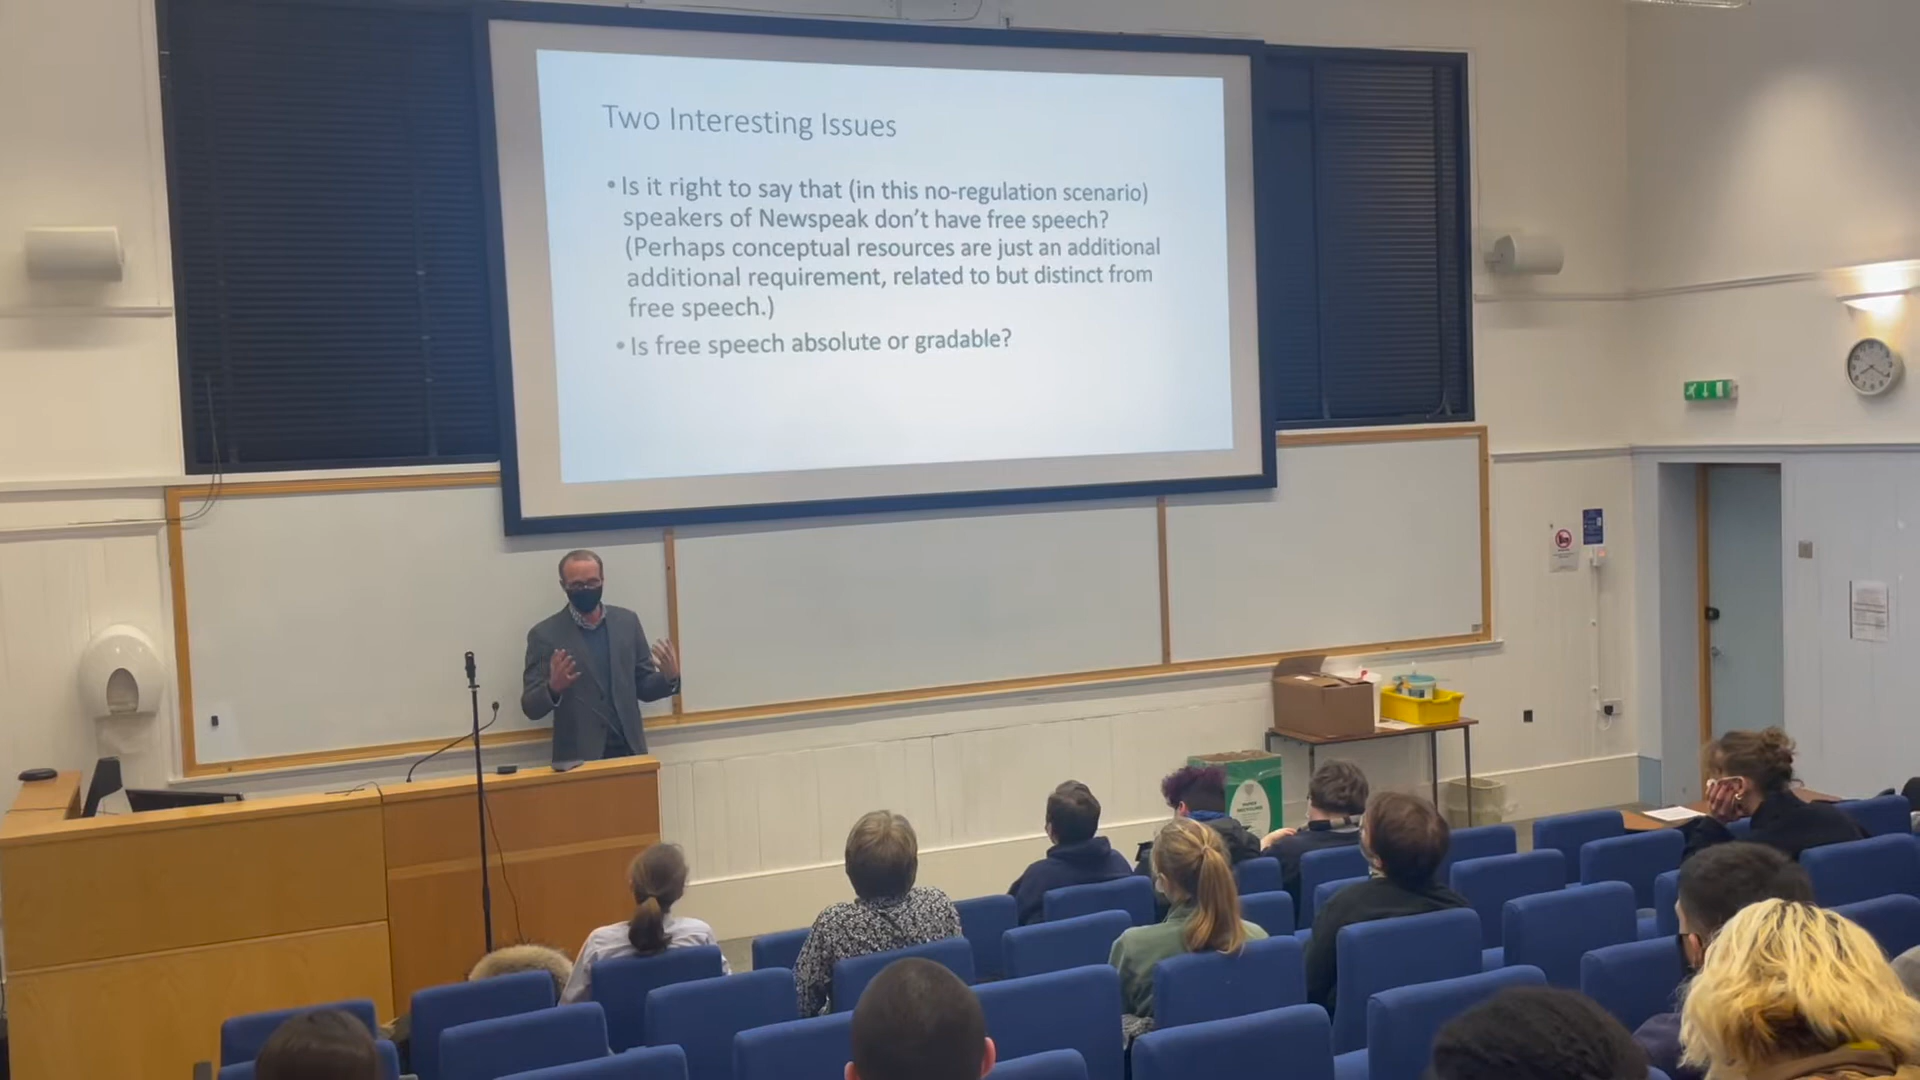 Two Interesting Issues
• Is it right to say that (in this no-regulation scenario)
speakers of Newspeak don't have free speech?
(Perhaps conceptual resources are just an additional
additional requirement, related to but distinct from
free speech.)
• Is free speech absolute or gradable?